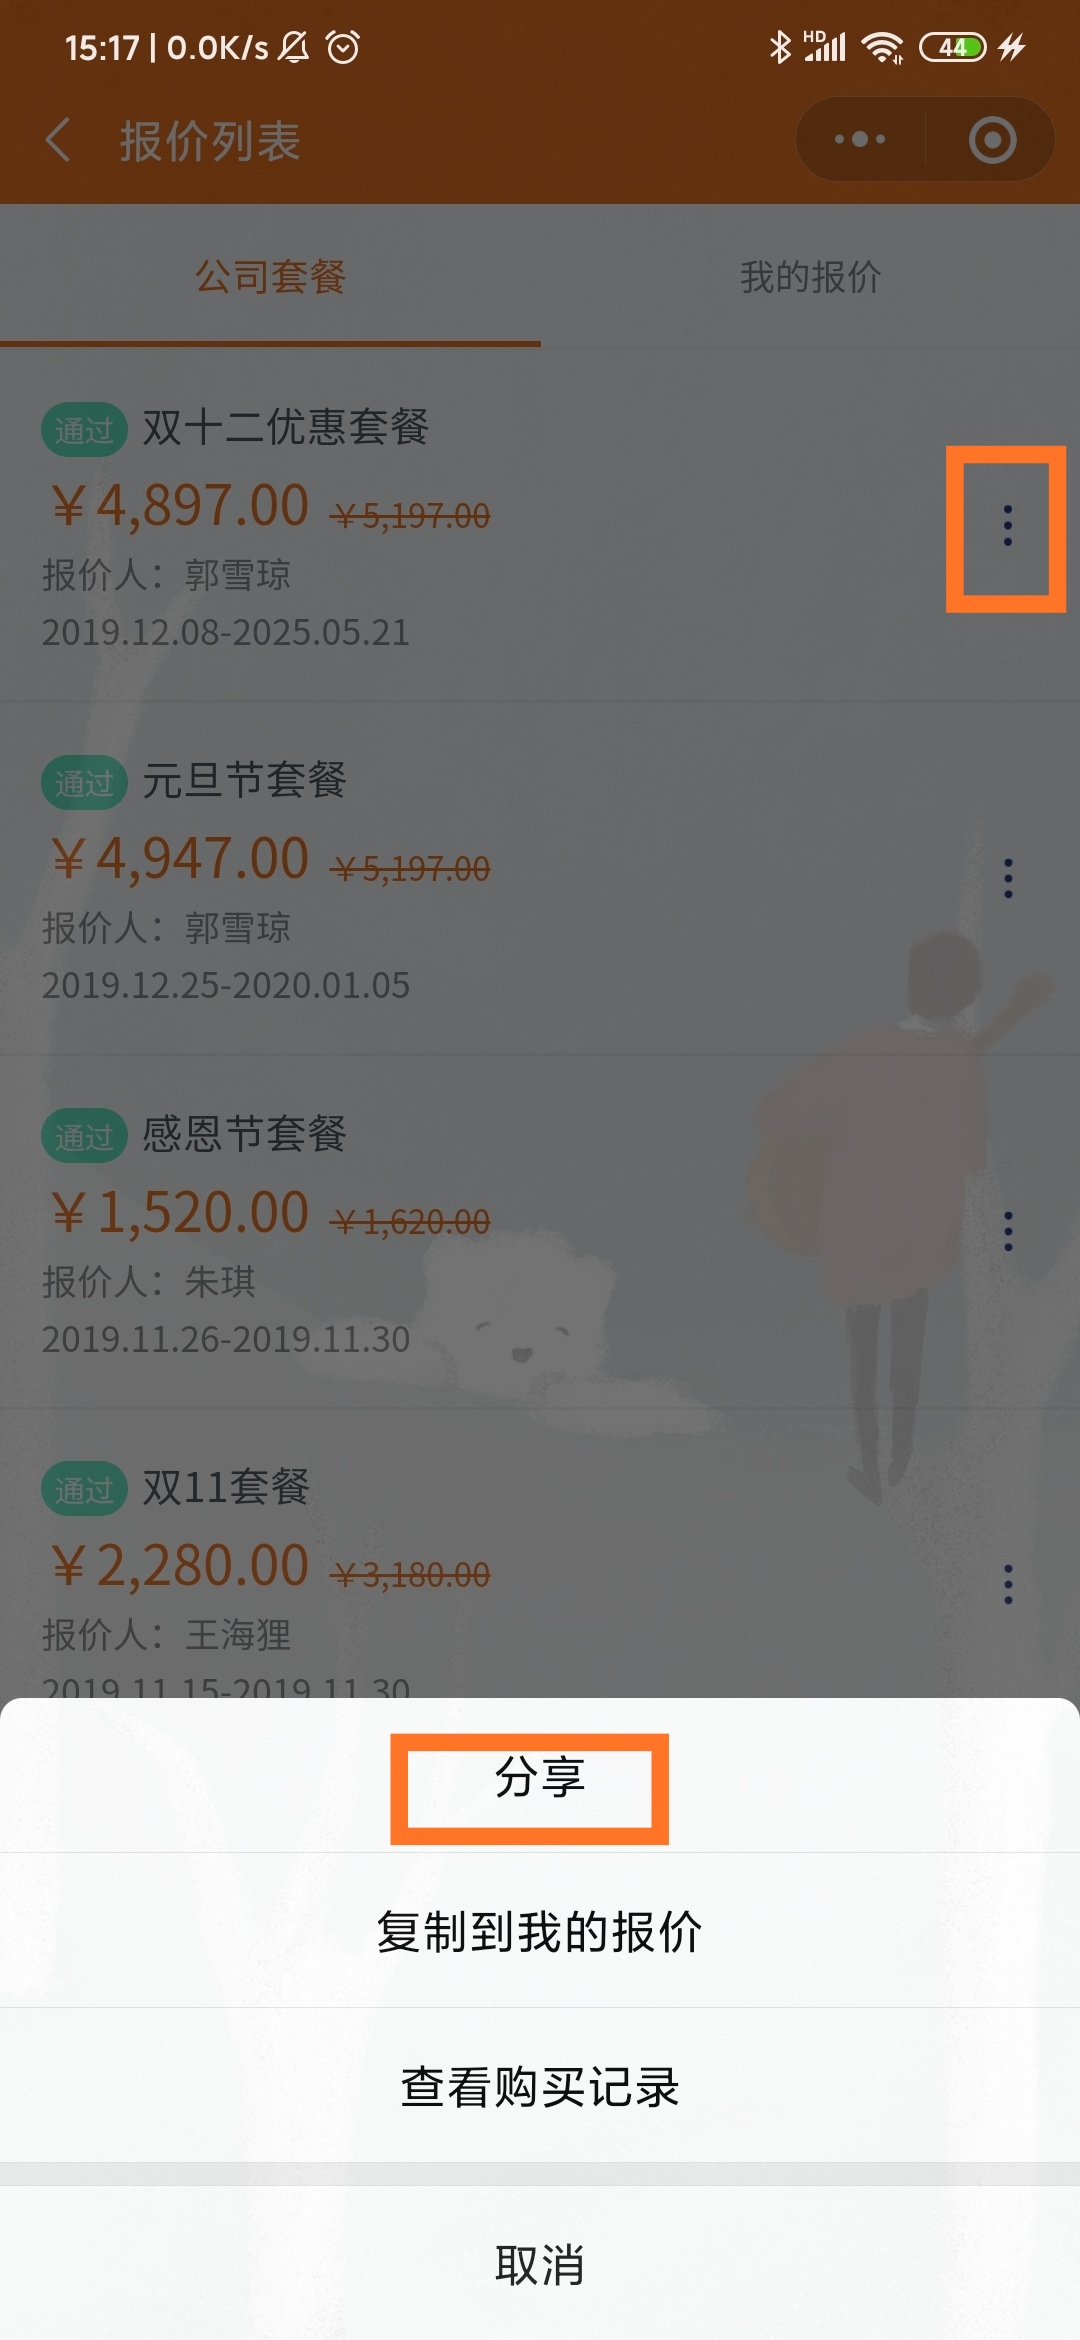 15:17 | 0.0K/s
HD
44
报价列表
公司套餐
我的报价
通过 双十二优惠套餐
￥4,897.00 ￥5,197.00
报价人：郭雪琼
2019.12.08-2025.05.21
通过 元旦节套餐
￥4,947.00 ￥5,197.00
报价人：郭雪琼
2019.12.25-2020.01.05
通过 感恩节套餐
￥1,520.00 ￥1,620.00
报价人：朱琪
2019.11.26-2019.11.30
通过 双11套餐
￥2,280.00 ￥3,180.00
报价人：王海狸
2019.11.15-2019.11.30
分享
复制到我的报价
查看购买记录
取消